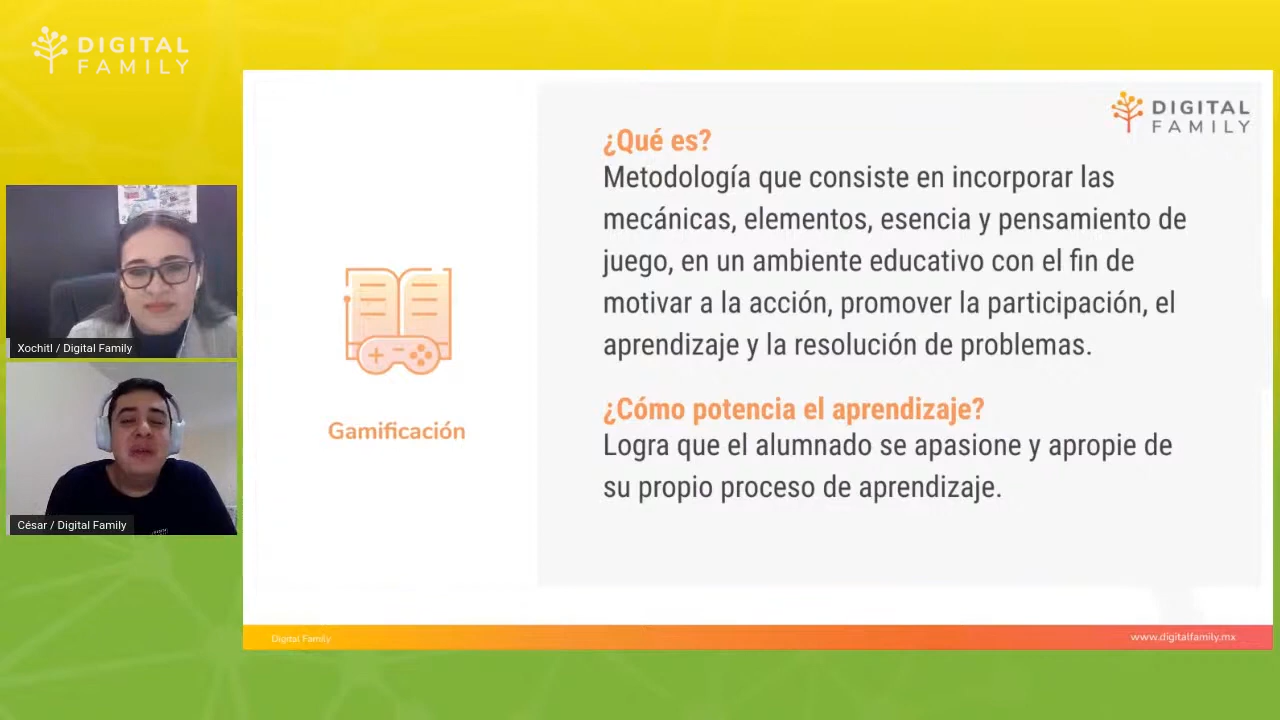 DIGITAL
FAMILY
Xochitl / Digital Family
César / Digital Family
Gamificación
DIGITAL
FAMILY
¿Qué es?
Metodología que consiste en incorporar las
mecánicas, elementos, esencia y pensamiento de
juego, en un ambiente educativo con el fin de
motivar a la acción, promover la participación, el
aprendizaje y la resolución de problemas.
¿Cómo potencia el aprendizaje?
Logra que el alumnado se apasione y apropie de
su propio proceso de aprendizaje.
Digital Family
www.digitalfamily.mx